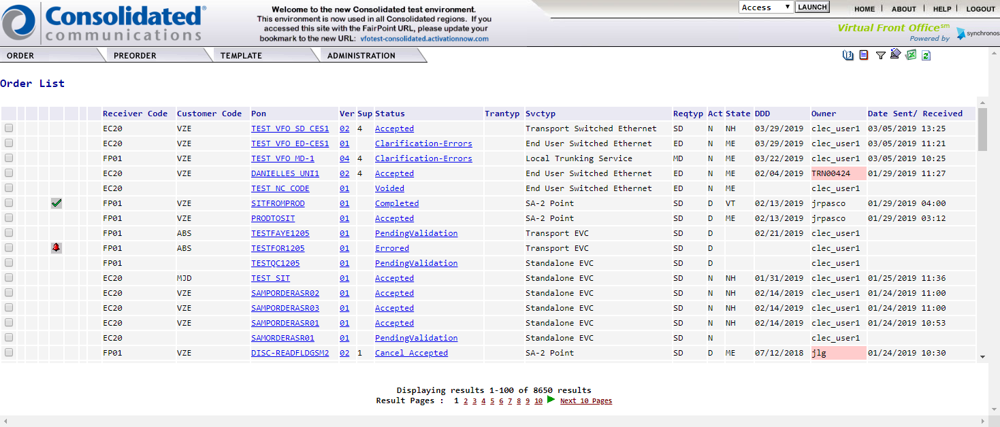 Consolidated®
communications
Welcome to the new Consolidated test environment.
This environment is now used in all Consolidated regions. If you
accessed this site with the FairPoint URL, please update your
bookmark to the new URL: vfotest-consolidated.activationnow.com
Access LAUNCH HOME | ABOUT | HELP | LOGOUT
Virtual Front Office sm
Powered by synchronoss
ORDER PREORDER TEMPLATE ADMINISTRATION
Order List
Receiver Code Customer Code Pon Ver Sup Status Trantyp Svctyp Reqtyp Act State DDD Owner Date Sent/ Received
EC20 VZE TEST VFO SD CES1 02 4 Accepted Transport Switched Ethernet SD N NH 03/29/2019 clec_user1 03/05/2019 13:25
EC20 VZE TEST VFO ED-CES1 01 Clarification-Errors End User Switched Ethernet ED N ME 03/29/2019 clec_user1 03/05/2019 11:21
FP01 VZE TEST VFO MD-1 04 4 Clarification-Errors Local Trunking Service MD N ME 03/22/2019 clec_user1 03/05/2019 10:25
EC20 VZE DANIELLES UNI1 02 4 Accepted End User Switched Ethernet ED N ME 02/04/2019 TRN00424 01/29/2019 11:27
EC20 TEST NC CODE 01 Voided End User Switched Ethernet ED N ME clec_user1
FP01 VZE SITFROMPROD 01 Completed SA-2 Point SD D VT 02/13/2019 jrpasco 01/29/2019 04:00
FP01 VZE PRODTOSIT 01 Accepted SA-2 Point SD D ME 02/13/2019 jrpasco 01/29/2019 03:12
FP01 ABS TESTFAYE1205 01 PendingValidation Transport EVC SD D 02/21/2019 clec_user1
FP01 ABS TESTFOR1205 01 Errored Transport EVC SD D clec_user1
FP01 TESTQC1205 01 PendingValidation Standalone EVC SD D clec_user1
EC20 MJD TEST SIT 01 Accepted Standalone EVC SD N NH 01/31/2019 clec_user1 01/25/2019 11:36
EC20 VZE SAMPORDERASR02 01 Accepted Standalone EVC SD N NH 02/14/2019 clec_user1 01/24/2019 11:00
EC20 VZE SAMPORDERASR03 01 Accepted Standalone EVC SD N NH 02/14/2019 clec_user1 01/24/2019 11:00
EC20 VZE SAMPORDERASR01 01 Accepted Standalone EVC SD N NH 02/14/2019 clec_user1 01/24/2019 10:53
EC20 SAMORDERASR01 01 PendingValidation Standalone EVC SD N clec_user1
FP01 VZE DISC-READFLDGSM2 02 1 Cancel Accepted SA-2 Point SD D ME 07/12/2018 jlg 01/24/2019 10:30
Displaying results 1-100 of 8650 results
Result Pages : 1 2 3 4 5 6 7 8 9 10 Next 10 Pages